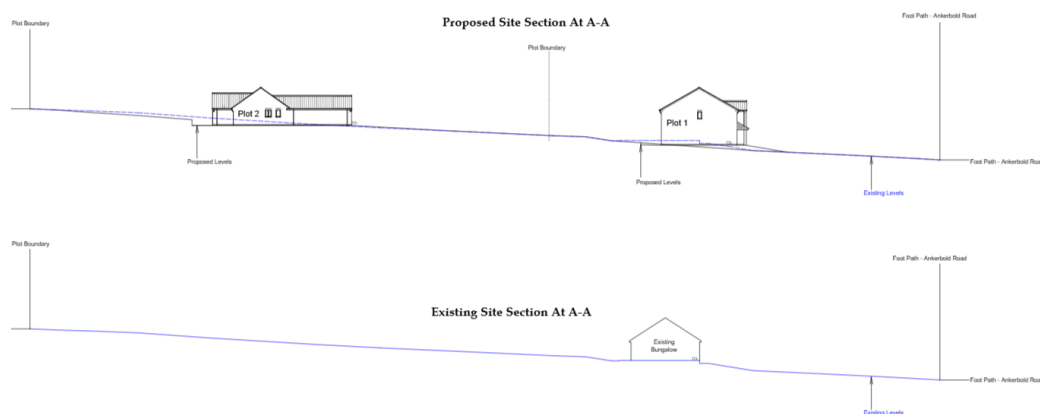 Proposed Site Section At A-A
Plot Boundary
Foot Path - Ankerbold Road
Plot Boundary
Plot 2
Plot 1
Proposed Levels
Foot Path - Ankerbold Road
Proposed Levels
Existing Levels
Plot Boundary
Foot Path - Ankerbold Road
Existing Site Section At A-A
Existing
Bungalow
Foot Path - Ankerbold Road
Existing Levels